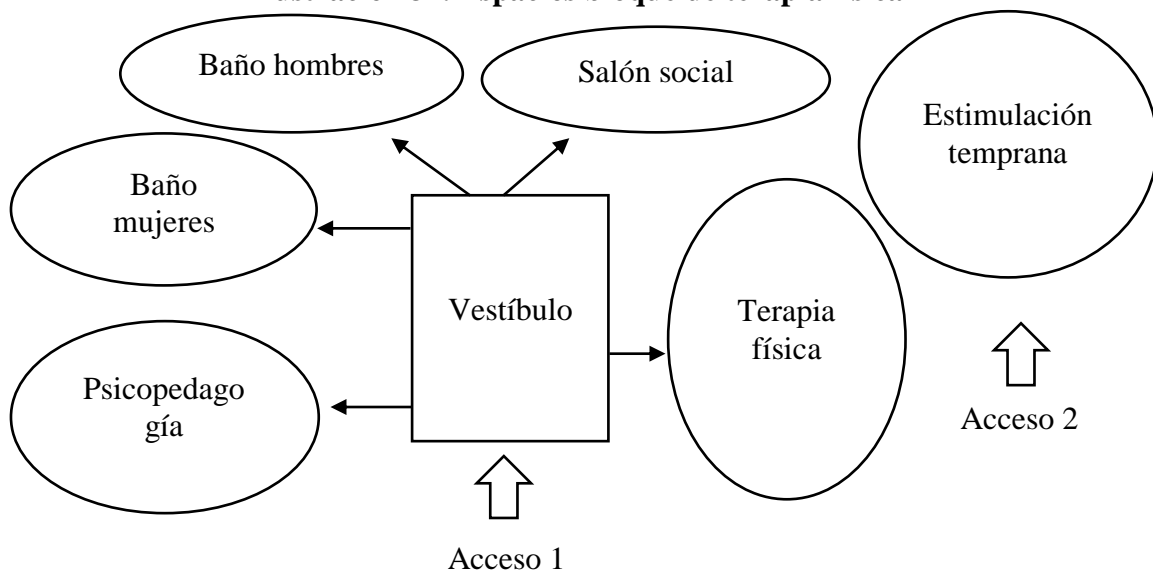 Baño hombres
Salón social
Estimulación
temprana
Baño
mujeres
Vestíbulo
Terapia
física
Psicopedago
gía
Acceso 2
Acceso 1